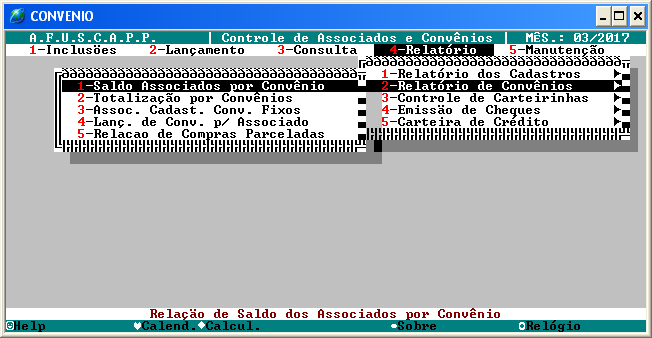 CONVENIO
A.F.U.S.C.A.P.P. | Controle de Associados e Convênios | MÊS.: 03/2017
1-Inclusões 2-Lançamento 3-Consulta 4-Relatório 5-Manutenção
1-Relatório dos Cadastros
2-Relatório de Convênios
3-Controle de Carteirinhas
4-Emissão de Cheques
5-Carteira de Crédito
1-Saldo Associados por Convênio
2-Totalização por Convênios
3-Assoc. Cadast. Conv. Fixos
4-Lanç. de Conv. p/ Associado
5-Relacao de Compras Parceladas
Relação de Saldo dos Associados por Convênio
Help Calend. Calcul. Sobre Relógio